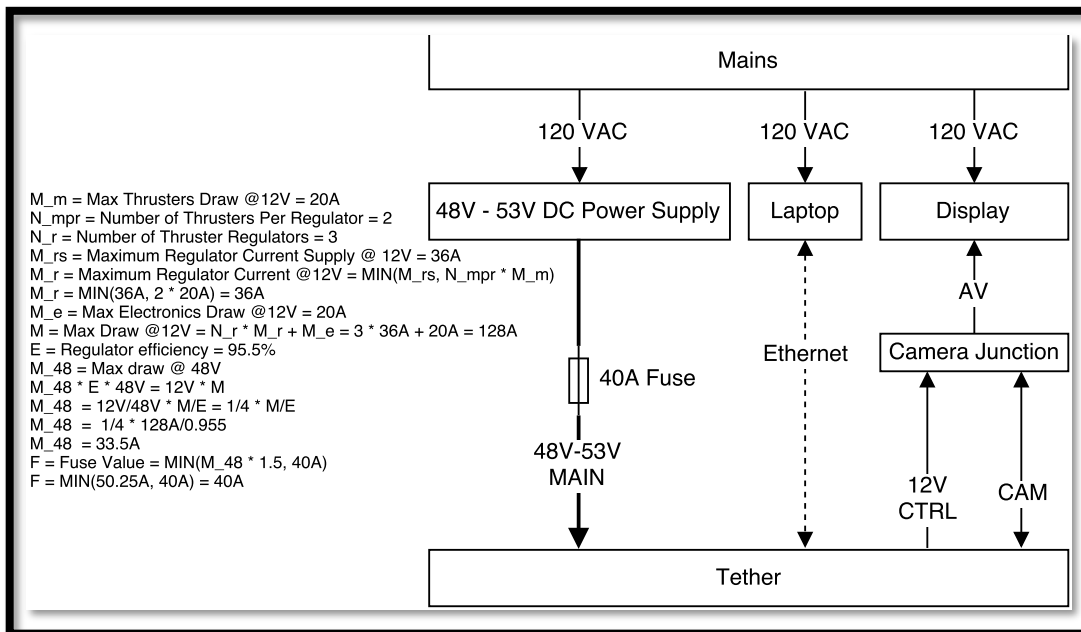 Mains
120 VAC
120 VAC
120 VAC
48V - 53V DC Power Supply
Laptop
Display
M_m = Max Thrusters Draw @12V = 20A
N_mpr = Number of Thrusters Per Regulator = 2
N_r = Number of Thruster Regulators = 3
M_rs = Maximum Regulator Current Supply @ 12V = 36A
M_r = Maximum Regulator Current @12V = MIN(M_rs, N_mpr * M_m)
M_r = MIN(36A, 2 * 20A) = 36A
M_e = Max Electronics Draw @12V = 20A
M = Max Draw @12V = N_r * M_r + M_e = 3 * 36A + 20A = 128A
E = Regulator efficiency = 95.5%
M_48 = Max draw @ 48V
M_48 * E * 48V = 12V * M
M_48  = 12V/48V * M/E = 1/4 * M/E
M_48  =  1/4 * 128A/0.955
M_48  = 33.5A
F = Fuse Value = MIN(M_48 * 1.5, 40A)
F = MIN(50.25A, 40A) = 40A
40A Fuse
48V-53V
MAIN
Ethernet
AV
Camera Junction
12V
CTRL
CAM
Tether